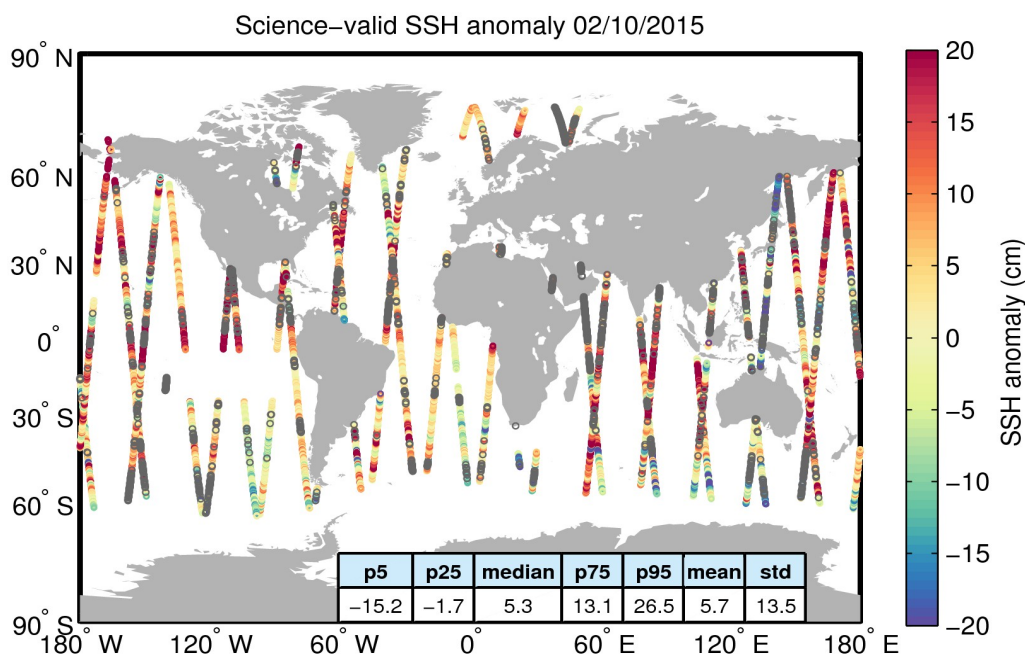 Science−valid SSH anomaly 02/10/2015
90° N
60° N
30° N
0°
30° S
60° S
90° S
180° W
120° W
60° W
0°
60° E
120° E
180° E
p5 p25 median p75 p95 mean std
−15.2 −1.7 5.3 13.1 26.5 5.7 13.5
20
15
10
5
0
−5
−10
−15
−20
SSH anomaly (cm)